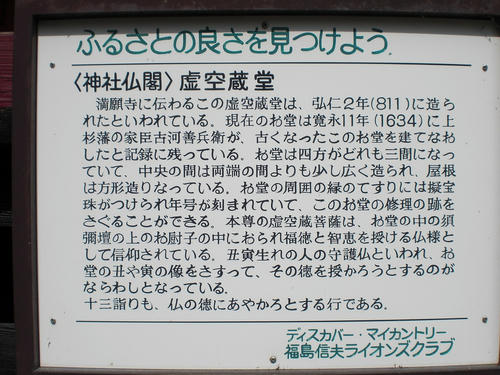 ふるさとの良さを見つけよう
〈神社仏閣〉虚空蔵堂
満願寺に伝わるこの虚空蔵堂は、弘仁2年(811)に造ら
れたといわれている。現在のお堂は寛永11年(1634)に上
杉藩の家臣古河善兵衛が、古くなったこのお堂を建てなお
したと記録に残っている。お堂は四方がどれも三間になっ
ていて、中央の間は両端の間よりも少し広く造られ、屋根
は方形造りなっている。お堂の周囲の縁のてすりには擬宝
珠がつけられ年号が刻まれていて、このお堂の修理の跡を
さぐることができる。本尊の虚空蔵菩薩は、お堂の中の須
彌壇の上のお厨子の中におられ福徳と智恵を授ける仏様と
して信仰されている。丑寅生れの人の守護仏といわれ、お
堂の丑や寅の像をさすって、その徳を授かろうとするのが
ならわしとなっている。
十三詣りも、仏の徳にあやかろとする行である。
ディスカバー・マイカントリー
福島信夫ライオンズクラブ